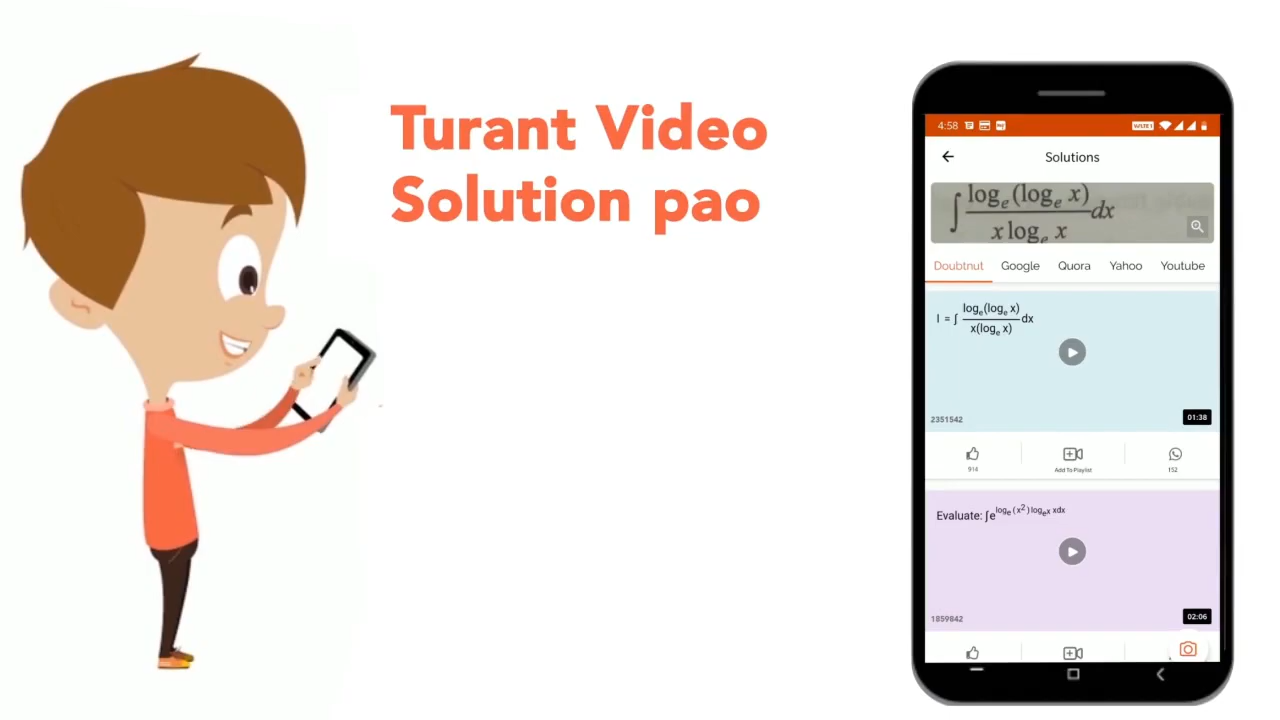 Turant Video
Solution pao
4:58
VoLTE1
Solutions
∫ logₑ(logₑ x) / x logₑ x dx
Doubtnut Google Quora Yahoo Youtube
I = ∫ logₑ(logₑ x) / x(logₑ x) dx
2351542 01:38
914 Add To Playlist 152
Evaluate: ∫e^logₑ(x²)logₑx xdx
1859842 02:06